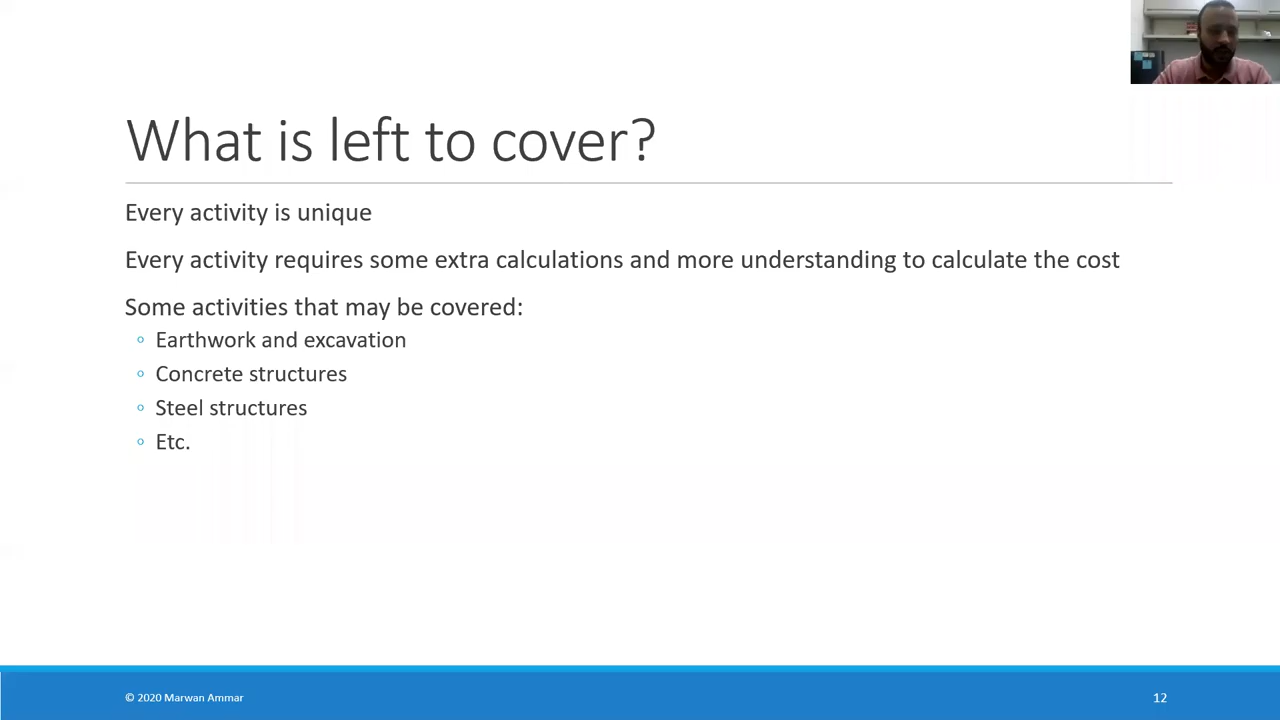 What is left to cover?
Every activity is unique
Every activity requires some extra calculations and more understanding to calculate the cost
Some activities that may be covered:
Earthwork and excavation
Concrete structures
Steel structures
Etc.
© 2020 Marwan Ammar
12